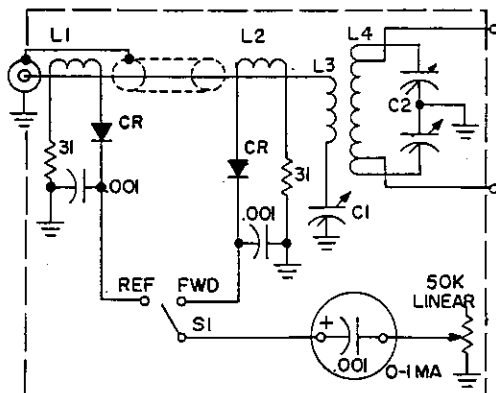 L1
L2
L4
L3
CR
C2
CR
31
31
.001
.001
C1
REF
FWD
50K
LINEAR
S1
+
.001
0-1 MA